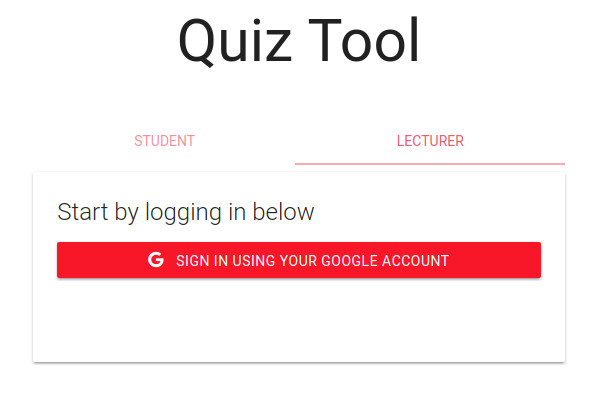 Quiz Tool
STUDENT
LECTURER
Start by logging in below
G SIGN IN USING YOUR GOOGLE ACCOUNT